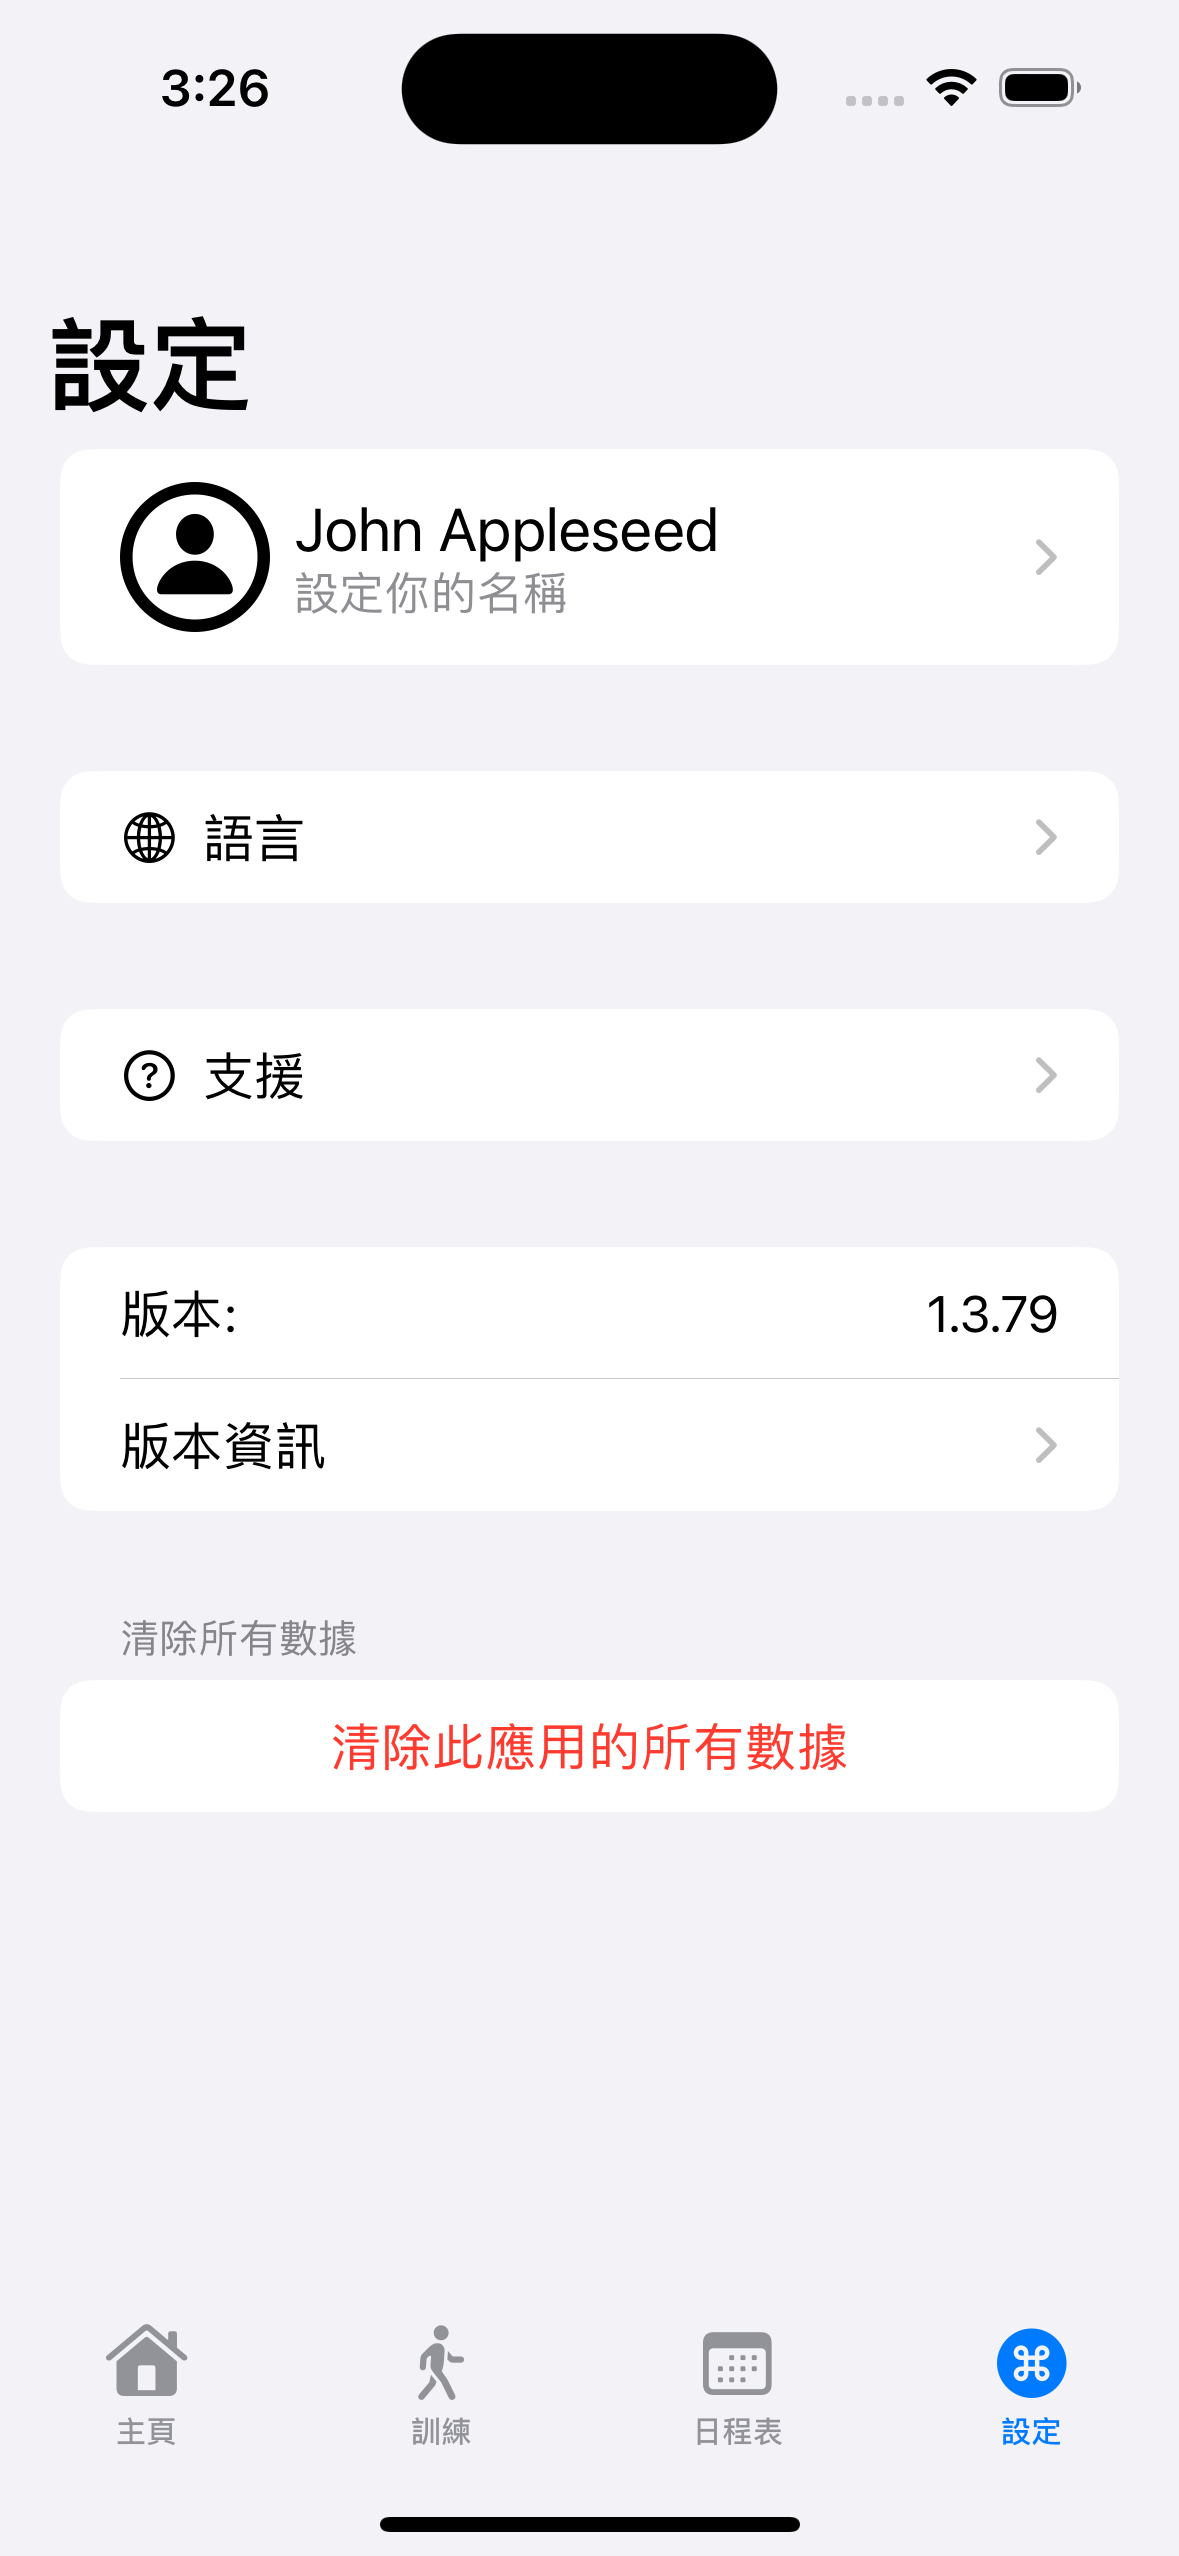 3:26
設定
John Appleseed
設定你的名稱
語言
支援
版本:
1.3.79
版本資訊
清除所有數據
清除此應用的所有數據
主頁
訓練
日程表
設定